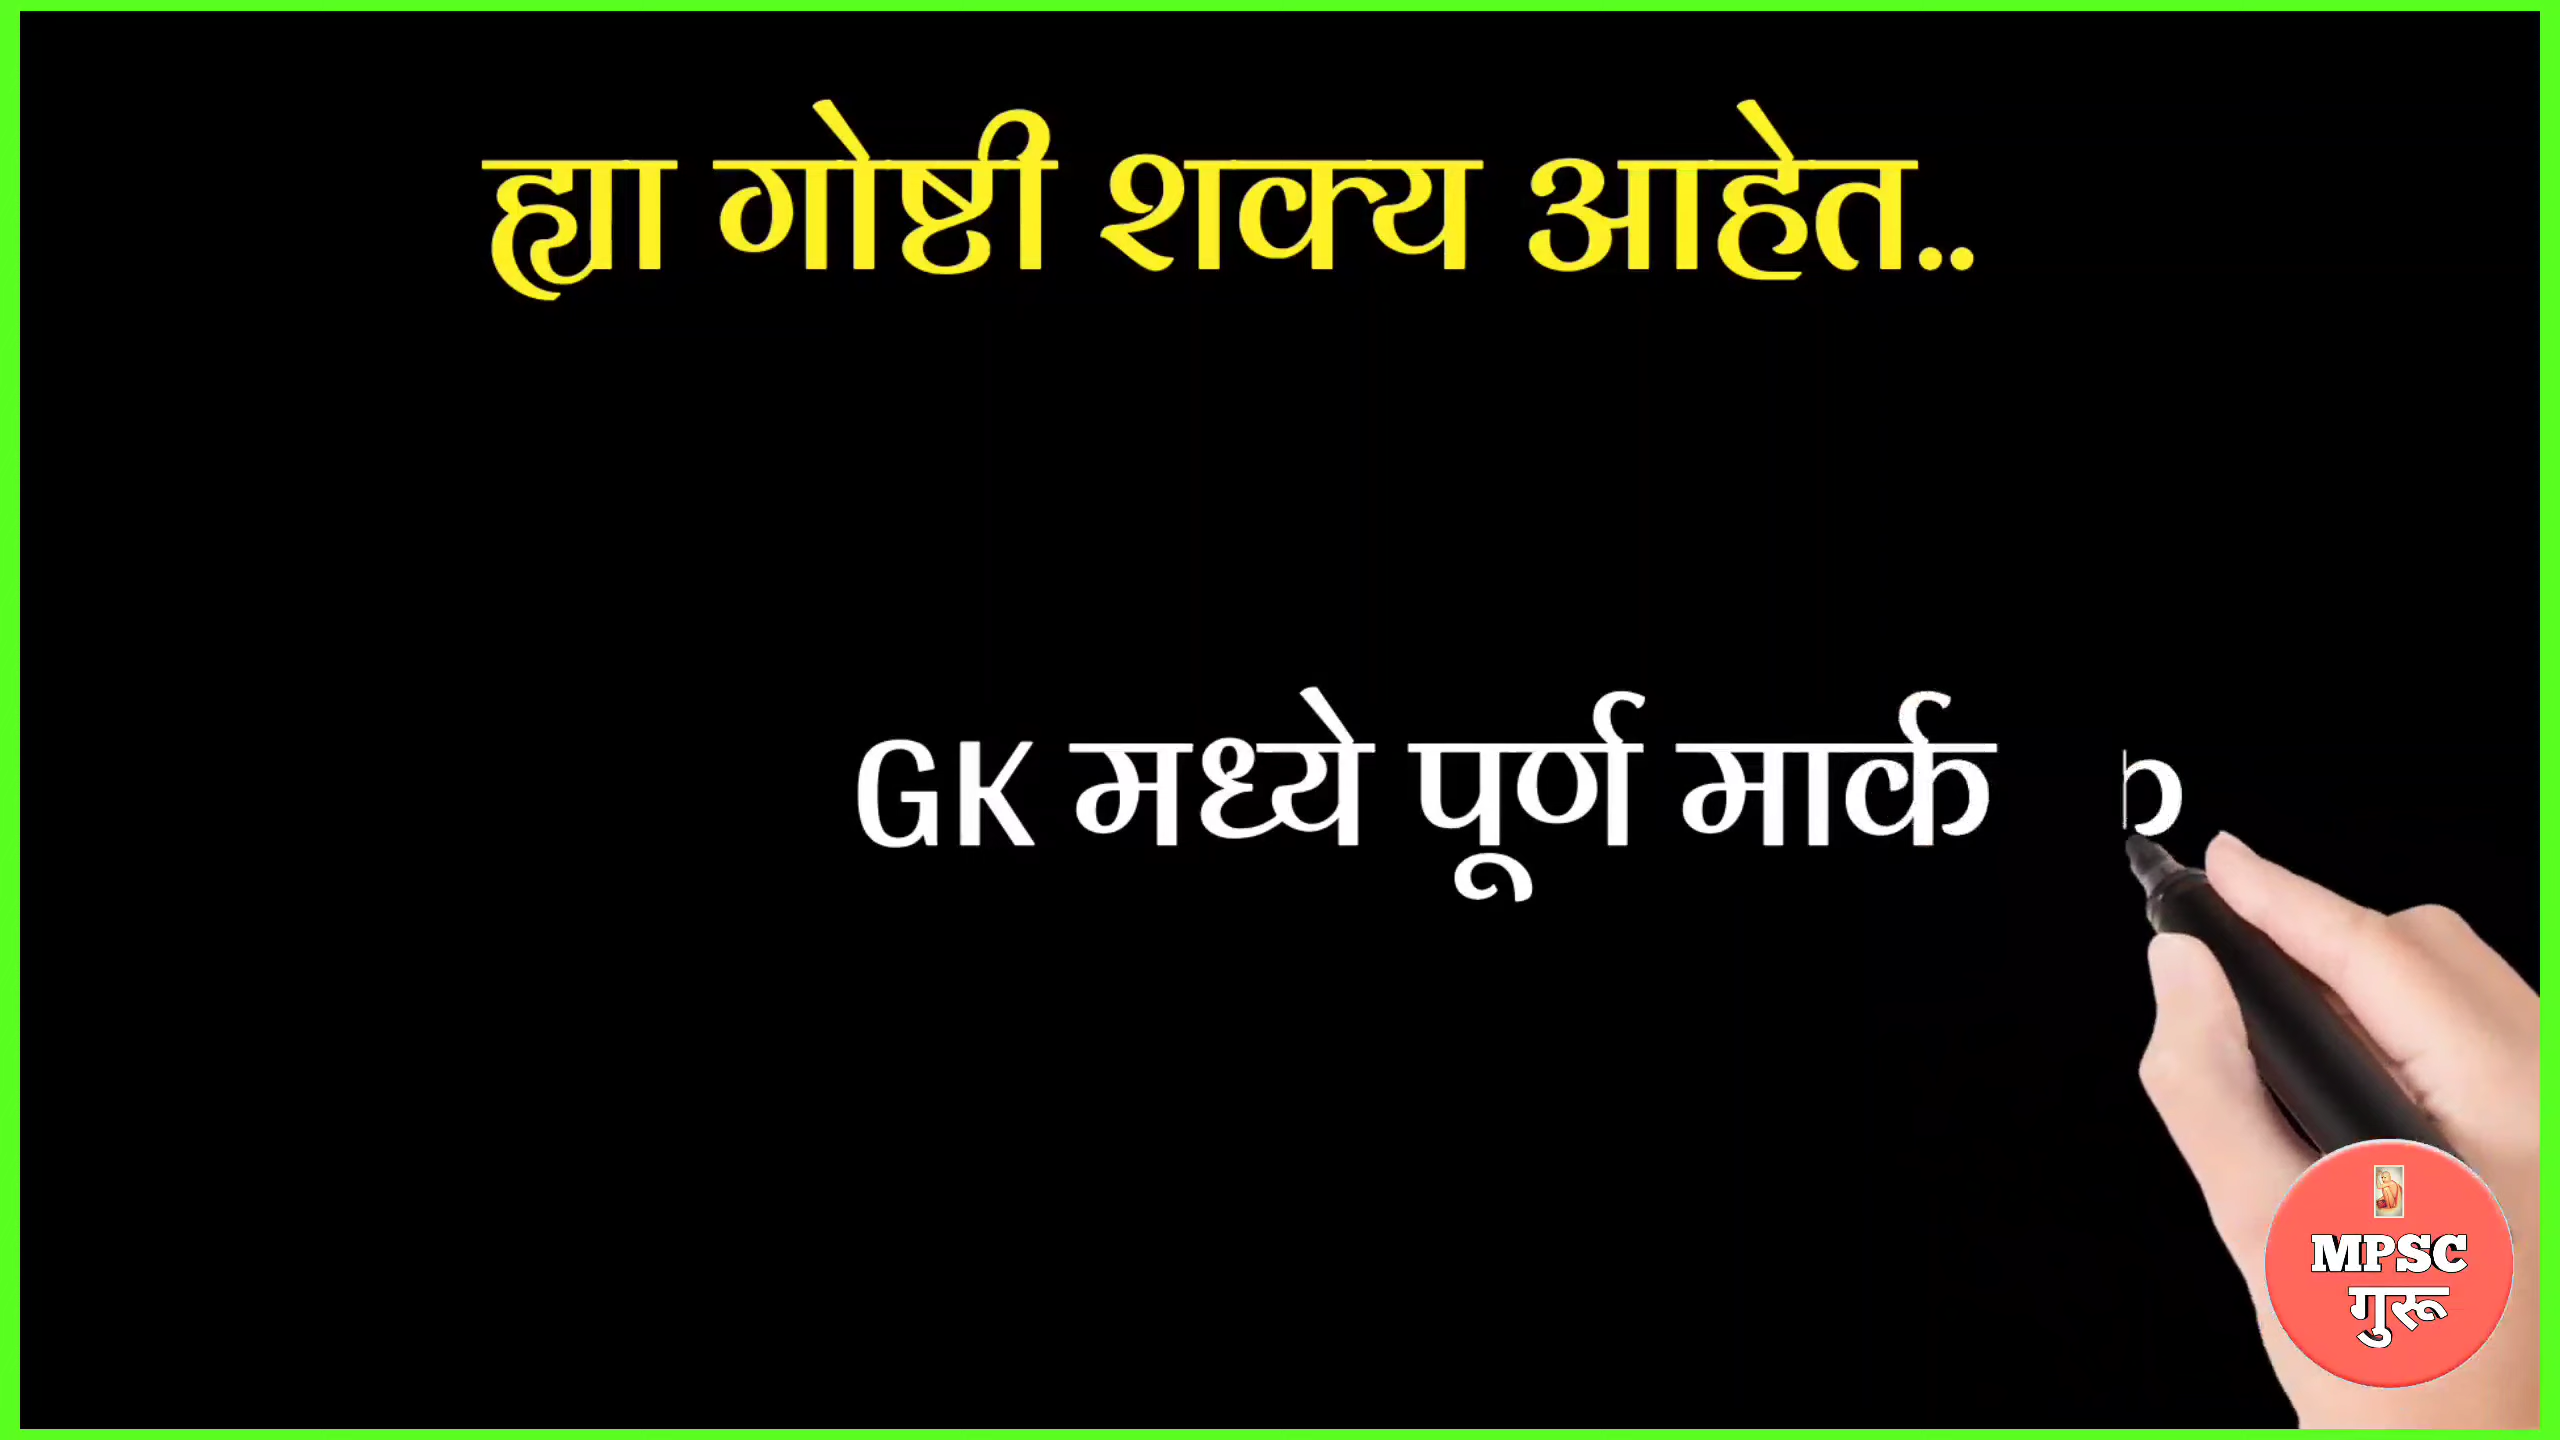 ह्या गोष्टी शक्य आहेत..
GK मध्ये पूर्ण मार्क
MPSC
गुरू